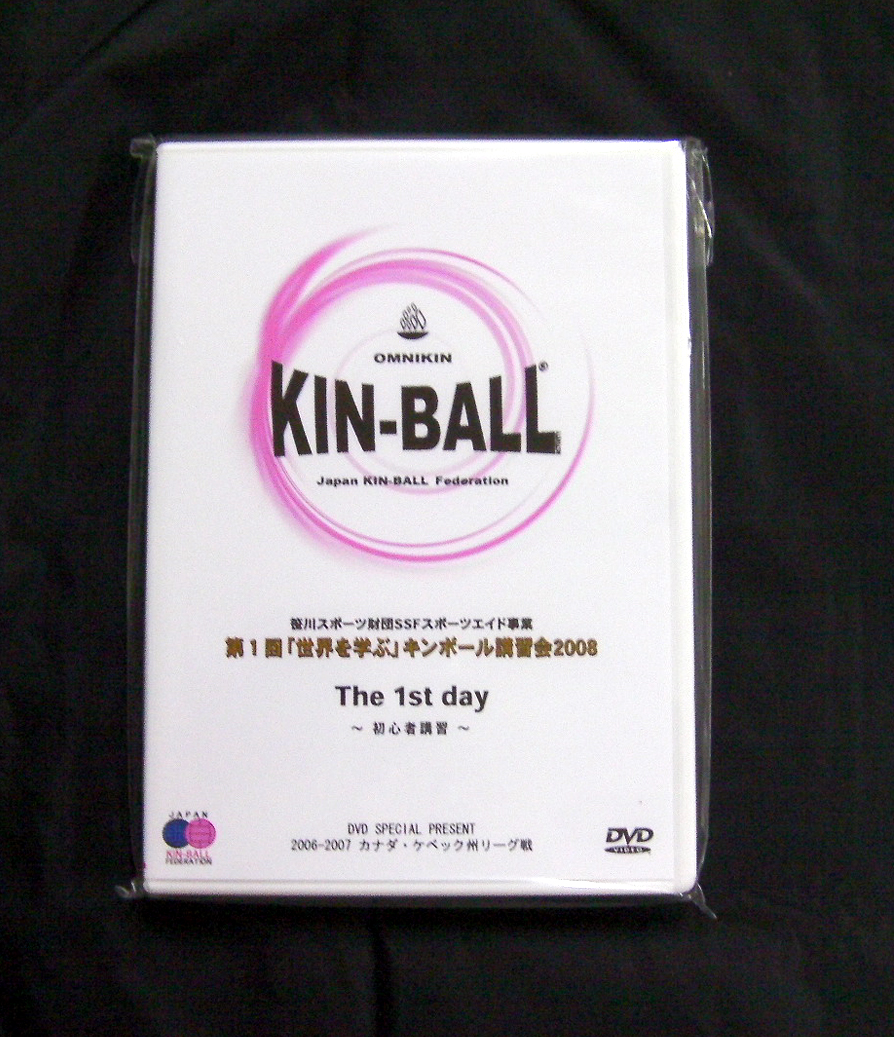 OMNIKIN
KIN-BALL®
Japan KIN-BALL Federation
笹川スポーツ財団SSFスポーツエイド事業
第1回「世界を学ぶ」キンボール講習会2008
The 1st day
～ 初心者講習 ～
DVD SPECIAL PRESENT
2006-2007 カナダ・ケベック州リーグ戦
JAPAN
KIN-BALL
FEDERATION
DVD
VIDEO